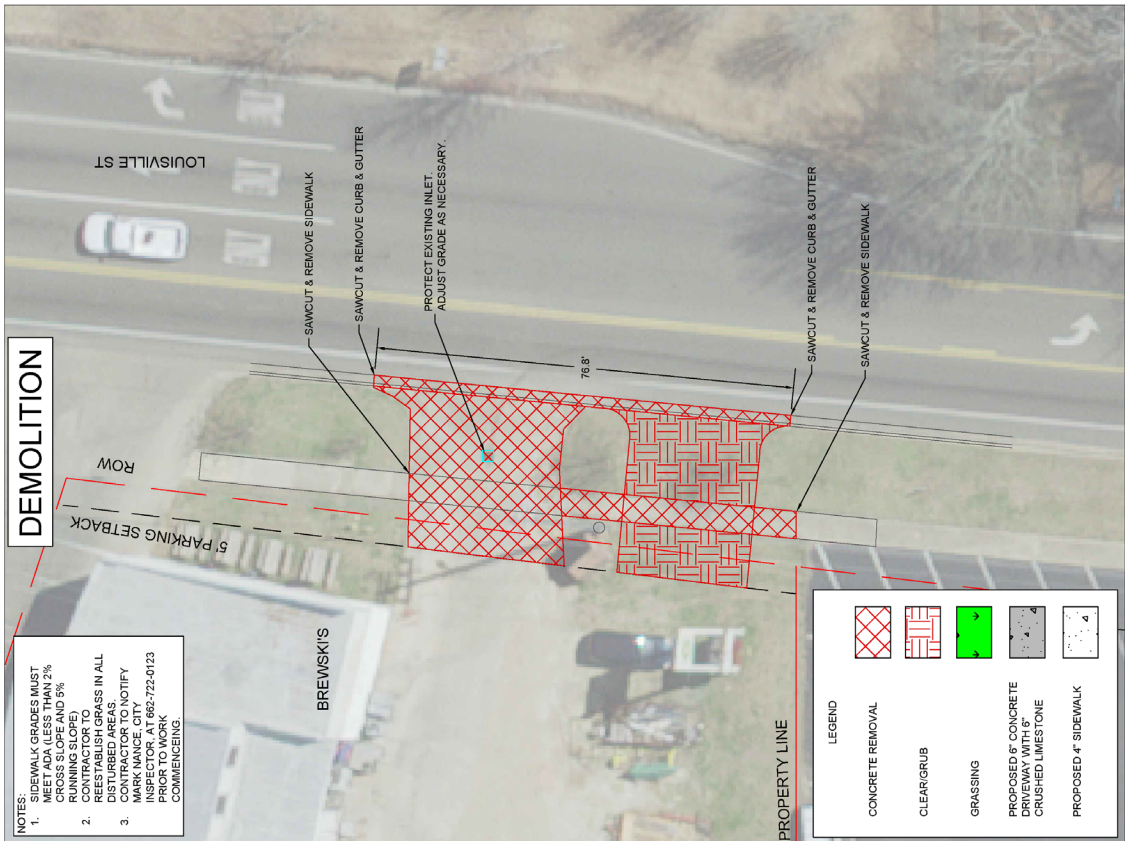 DEMOLITION
NOTES:
1. SIDEWALK GRADES MUST
MEET ADA (LESS THAN 2%
CROSS SLOPE AND 5%
RUNNING SLOPE)
2. CONTRACTOR TO
REESTABLISH GRASS IN ALL
DISTURBED AREAS.
3. CONTRACTOR TO NOTIFY
MARK NANCE, CITY
INSPECTOR, AT 662-722-0123
PRIOR TO WORK
COMMENCEING.
ROW
5' PARKING SETBACK
BREWSKI'S
LOUISVILLE ST
SAWCUT & REMOVE SIDEWALK
SAWCUT & REMOVE CURB & GUTTER
PROTECT EXISTING INLET.
ADJUST GRADE AS NECESSARY.
76.8'
SAWCUT & REMOVE CURB & GUTTER
SAWCUT & REMOVE SIDEWALK
PROPERTY LINE
LEGEND
CONCRETE REMOVAL
CLEAR/GRUB
GRASSING
PROPOSED 6" CONCRETE
DRIVEWAY WITH 6"
CRUSHED LIMESTONE
PROPOSED 4" SIDEWALK